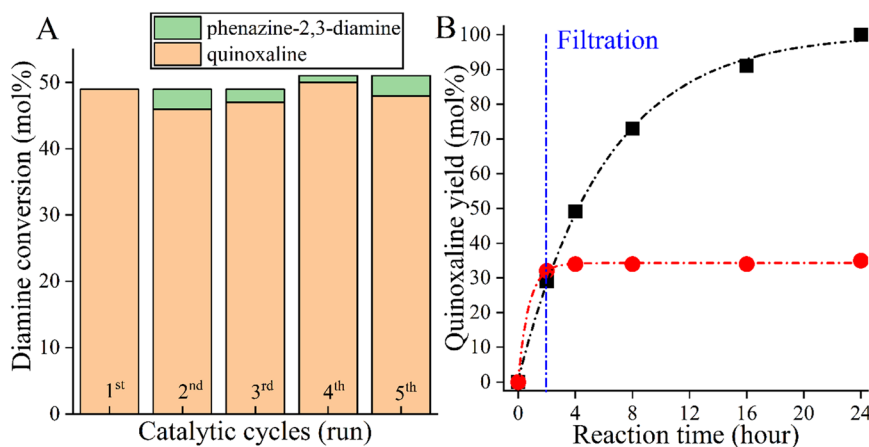 A
phenazine-2,3-diamine
quinoxaline
Diamine conversion (mol%)
50
40
30
20
10
0
1st
2nd
3rd
4th
5th
Catalytic cycles (run)
B
Filtration
Quinoxaline yield (mol%)
100
90
80
70
60
50
40
30
20
10
0
0
4
8
12
16
20
24
Reaction time (hour)